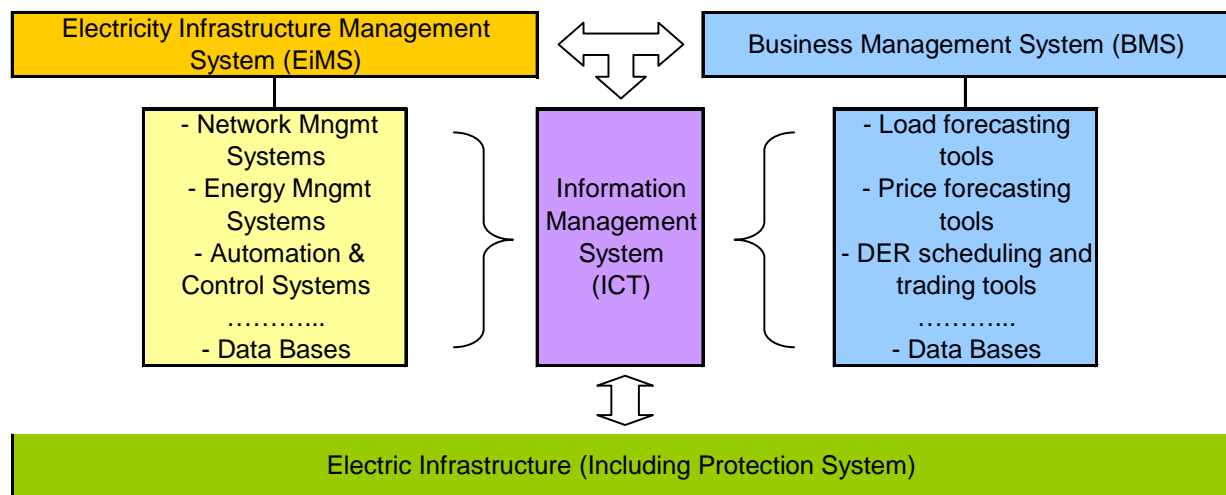 Electricity Infrastructure Management
System (EiMS)
Business Management System (BMS)
- Network Mngmt
Systems
- Energy Mngmt
Systems
- Automation &
Control Systems
………...
- Data Bases
Information
Management
System
(ICT)
- Load forecasting
tools
- Price forecasting
tools
- DER scheduling and
trading tools
………...
- Data Bases
Electric Infrastructure (Including Protection System)